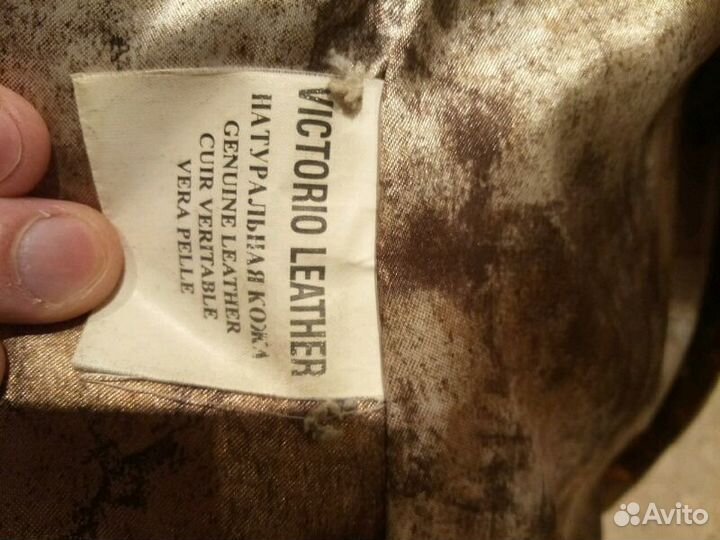 VICTORIO LEATHER
НАТУРАЛЬНАЯ КОЖА
GENUINE LEATHER
CUIR VERITABLE
VERA PELLE
Avito